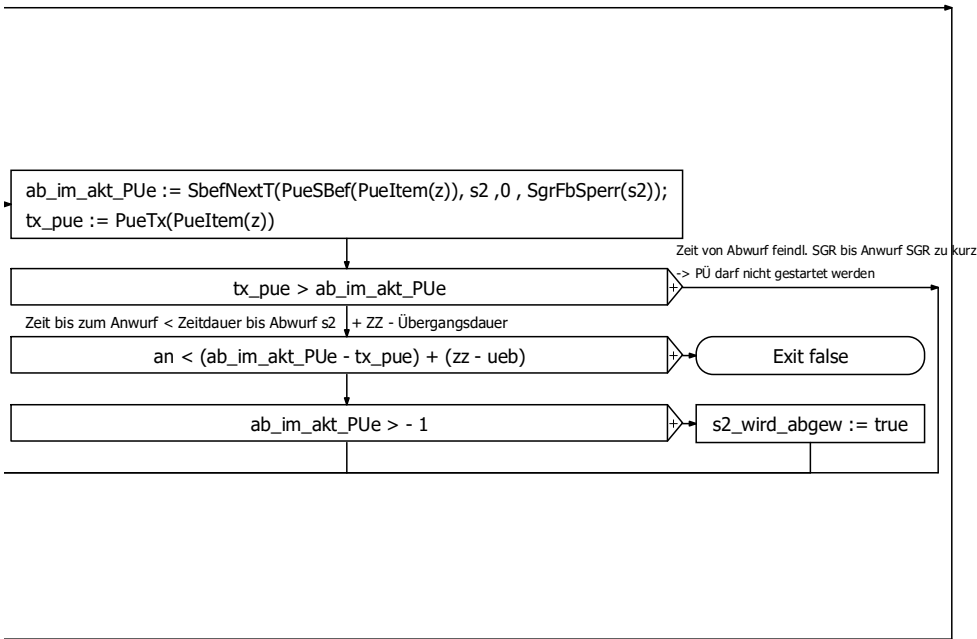 ab_im_akt_PUe := SbefNextT(PueSBef(PueItem(z)), s2 ,0 , SgrFbSperr(s2));
tx_pue := PueTx(PueItem(z))
Zeit von Abwurf feindl. SGR bis Anwurf SGR zu kurz
-> PÜ darf nicht gestartet werden
tx_pue > ab_im_akt_PUe
+
Zeit bis zum Anwurf < Zeitdauer bis Abwurf s2 + ZZ - Übergangsdauer
an < (ab_im_akt_PUe - tx_pue) + (zz - ueb)
+
Exit false
ab_im_akt_PUe > - 1
+
s2_wird_abgew := true